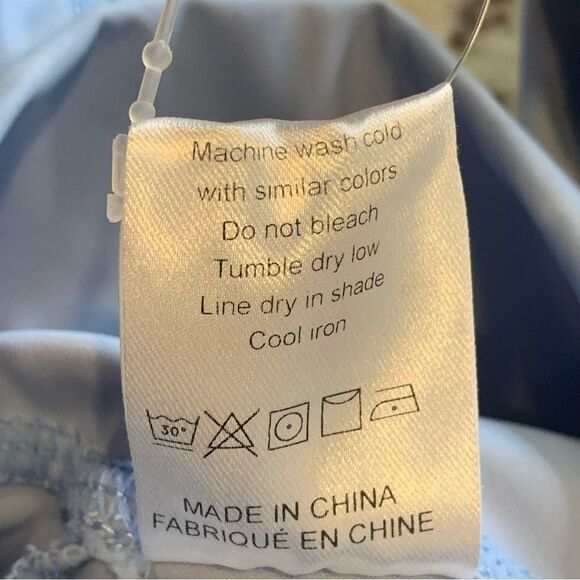 Machine wash cold
with similar colors
Do not bleach
Tumble dry low
Line dry in shade
Cool iron
30°
MADE IN CHINA
FABRIQUÉ EN CHINE